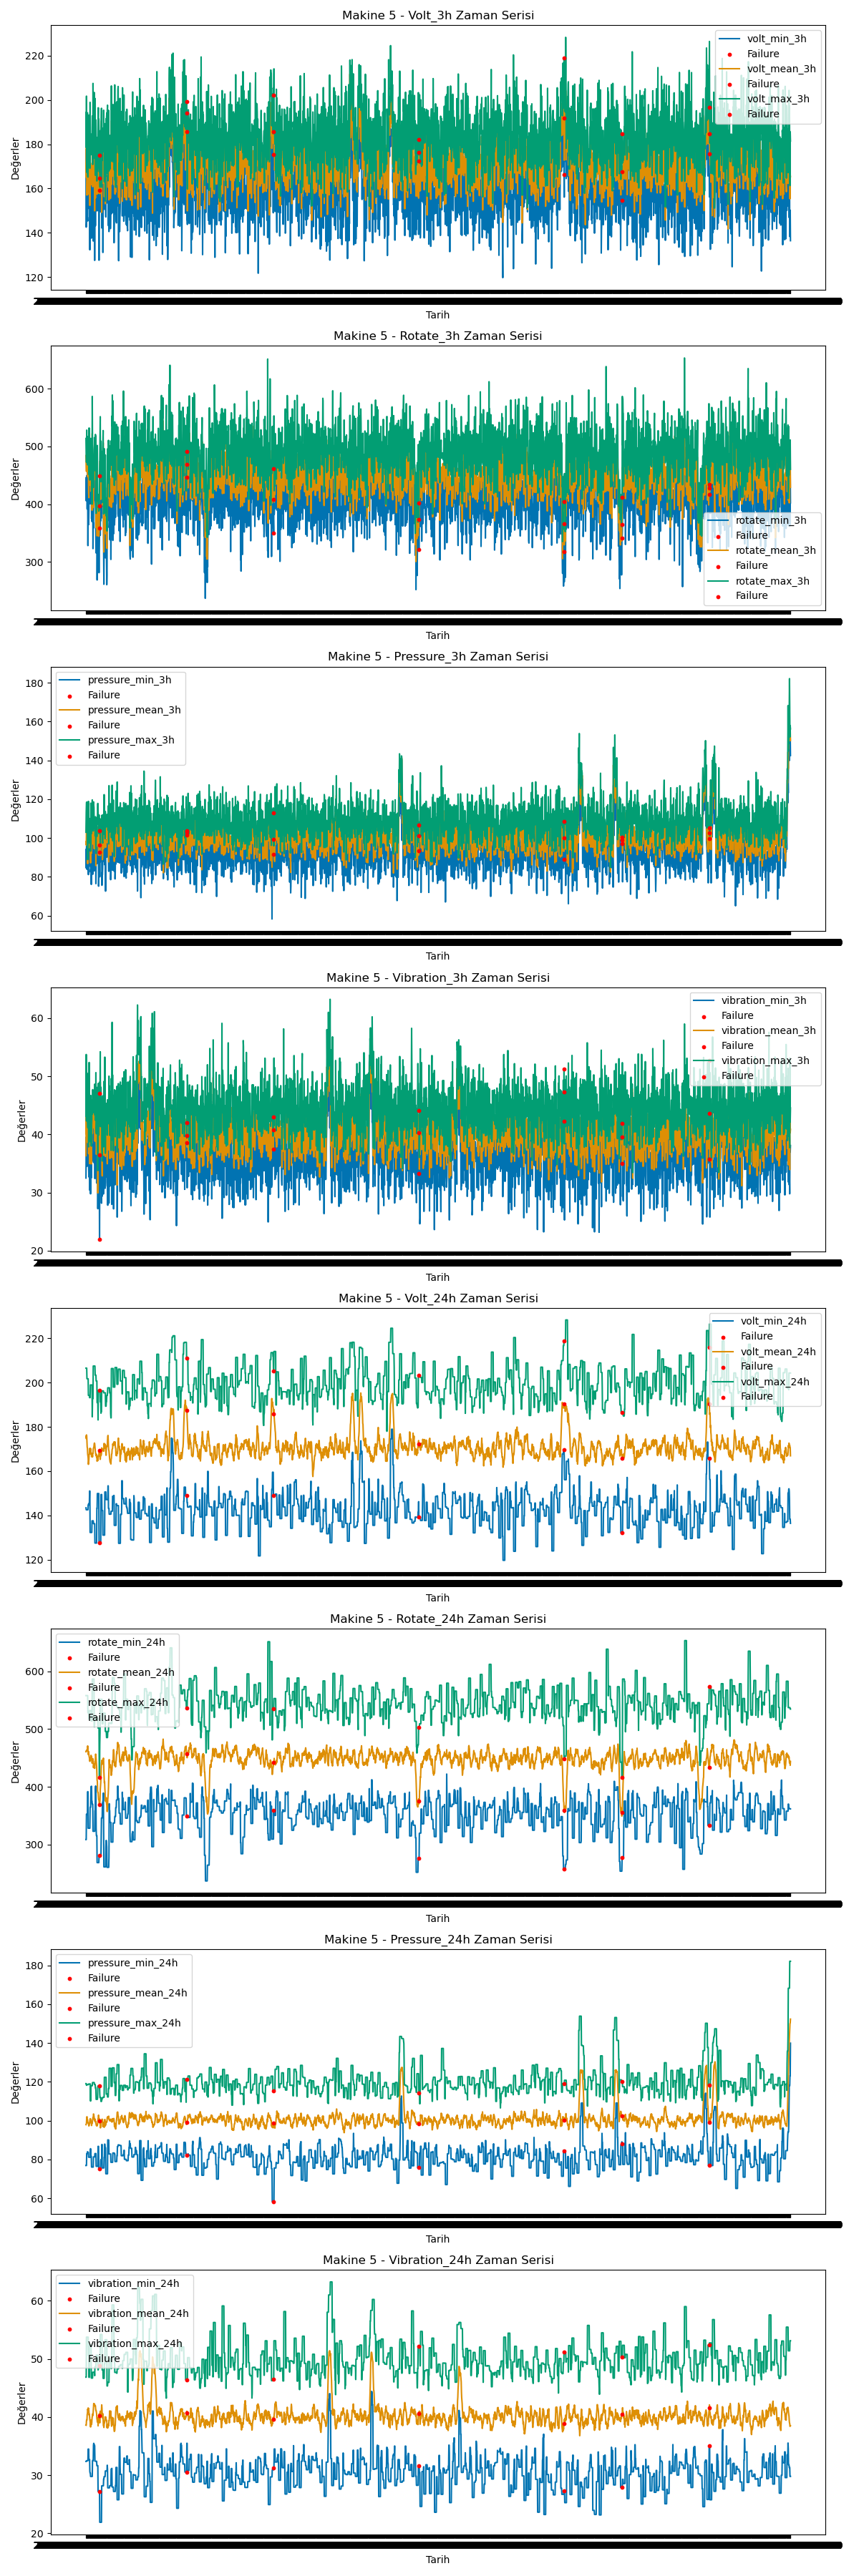 Makine 5 - Volt_3h Zaman Serisi
volt_min_3h
Failure
volt_mean_3h
Failure
volt_max_3h
Failure
220
200
180
160
140
120
Değerler
Tarih
Makine 5 - Rotate_3h Zaman Serisi
600
500
400
300
Değerler
rotate_min_3h
Failure
rotate_mean_3h
Failure
rotate_max_3h
Failure
Tarih
Makine 5 - Pressure_3h Zaman Serisi
pressure_min_3h
Failure
pressure_mean_3h
Failure
pressure_max_3h
Failure
180
160
140
120
100
80
60
Değerler
Tarih
Makine 5 - Vibration_3h Zaman Serisi
vibration_min_3h
Failure
vibration_mean_3h
Failure
vibration_max_3h
Failure
60
50
40
30
20
Değerler
Tarih
Makine 5 - Volt_24h Zaman Serisi
volt_min_24h
Failure
volt_mean_24h
Failure
volt_max_24h
Failure
220
200
180
160
140
120
Değerler
Tarih
Makine 5 - Rotate_24h Zaman Serisi
rotate_min_24h
Failure
rotate_mean_24h
Failure
rotate_max_24h
Failure
600
500
400
300
Değerler
Tarih
Makine 5 - Pressure_24h Zaman Serisi
pressure_min_24h
Failure
pressure_mean_24h
Failure
pressure_max_24h
Failure
180
160
140
120
100
80
60
Değerler
Tarih
Makine 5 - Vibration_24h Zaman Serisi
vibration_min_24h
Failure
vibration_mean_24h
Failure
vibration_max_24h
Failure
60
50
40
30
20
Değerler
Tarih